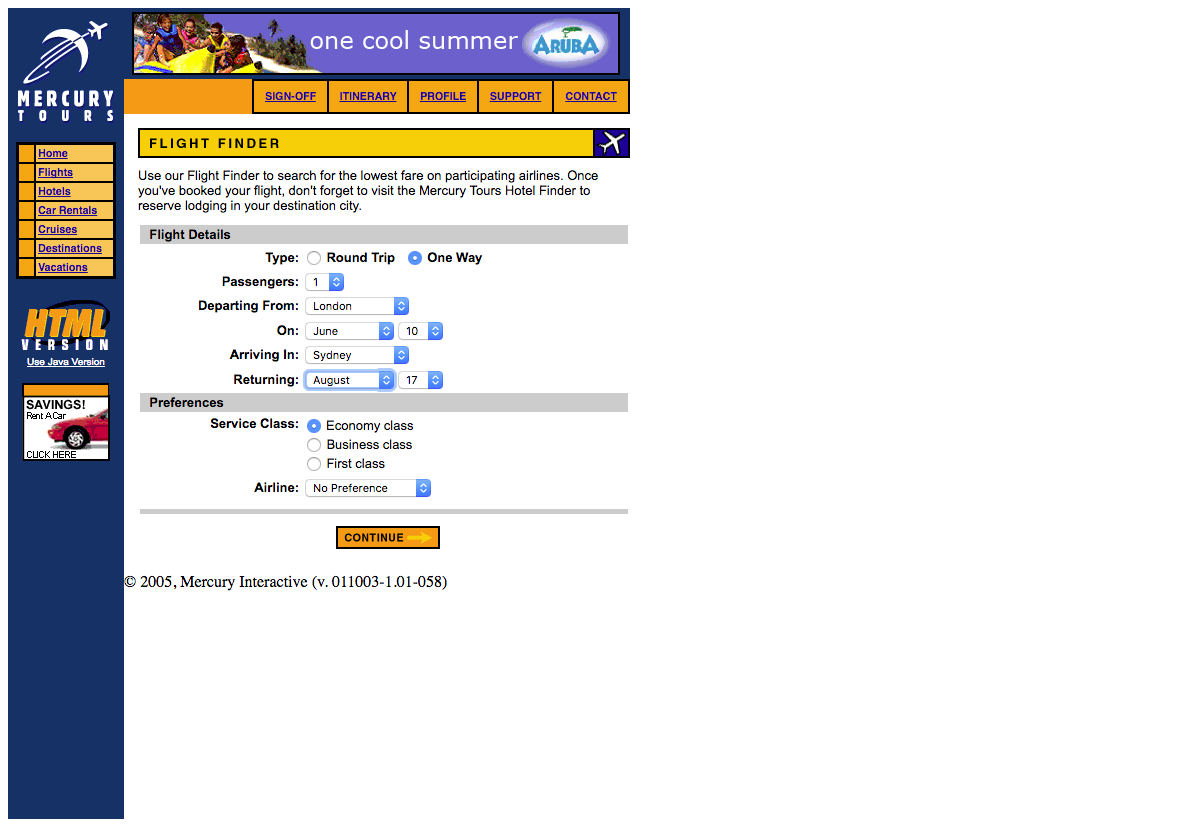 one cool summer ARUBA
MERCURY
TOURS
SIGN-OFF ITINERARY PROFILE SUPPORT CONTACT
Home
Flights
Hotels
Car Rentals
Cruises
Destinations
Vacations
HTML
VERSION
Use Java Version
SAVINGS!
Rent A Car
CLICK HERE
FLIGHT FINDER
Use our Flight Finder to search for the lowest fare on participating airlines. Once
you've booked your flight, don't forget to visit the Mercury Tours Hotel Finder to
reserve lodging in your destination city.
Flight Details
Type: Round Trip One Way
Passengers: 1
Departing From: London
On: June 10
Arriving In: Sydney
Returning: August 17
Preferences
Service Class: Economy class
Business class
First class
Airline: No Preference
CONTINUE
© 2005, Mercury Interactive (v. 011003-1.01-058)